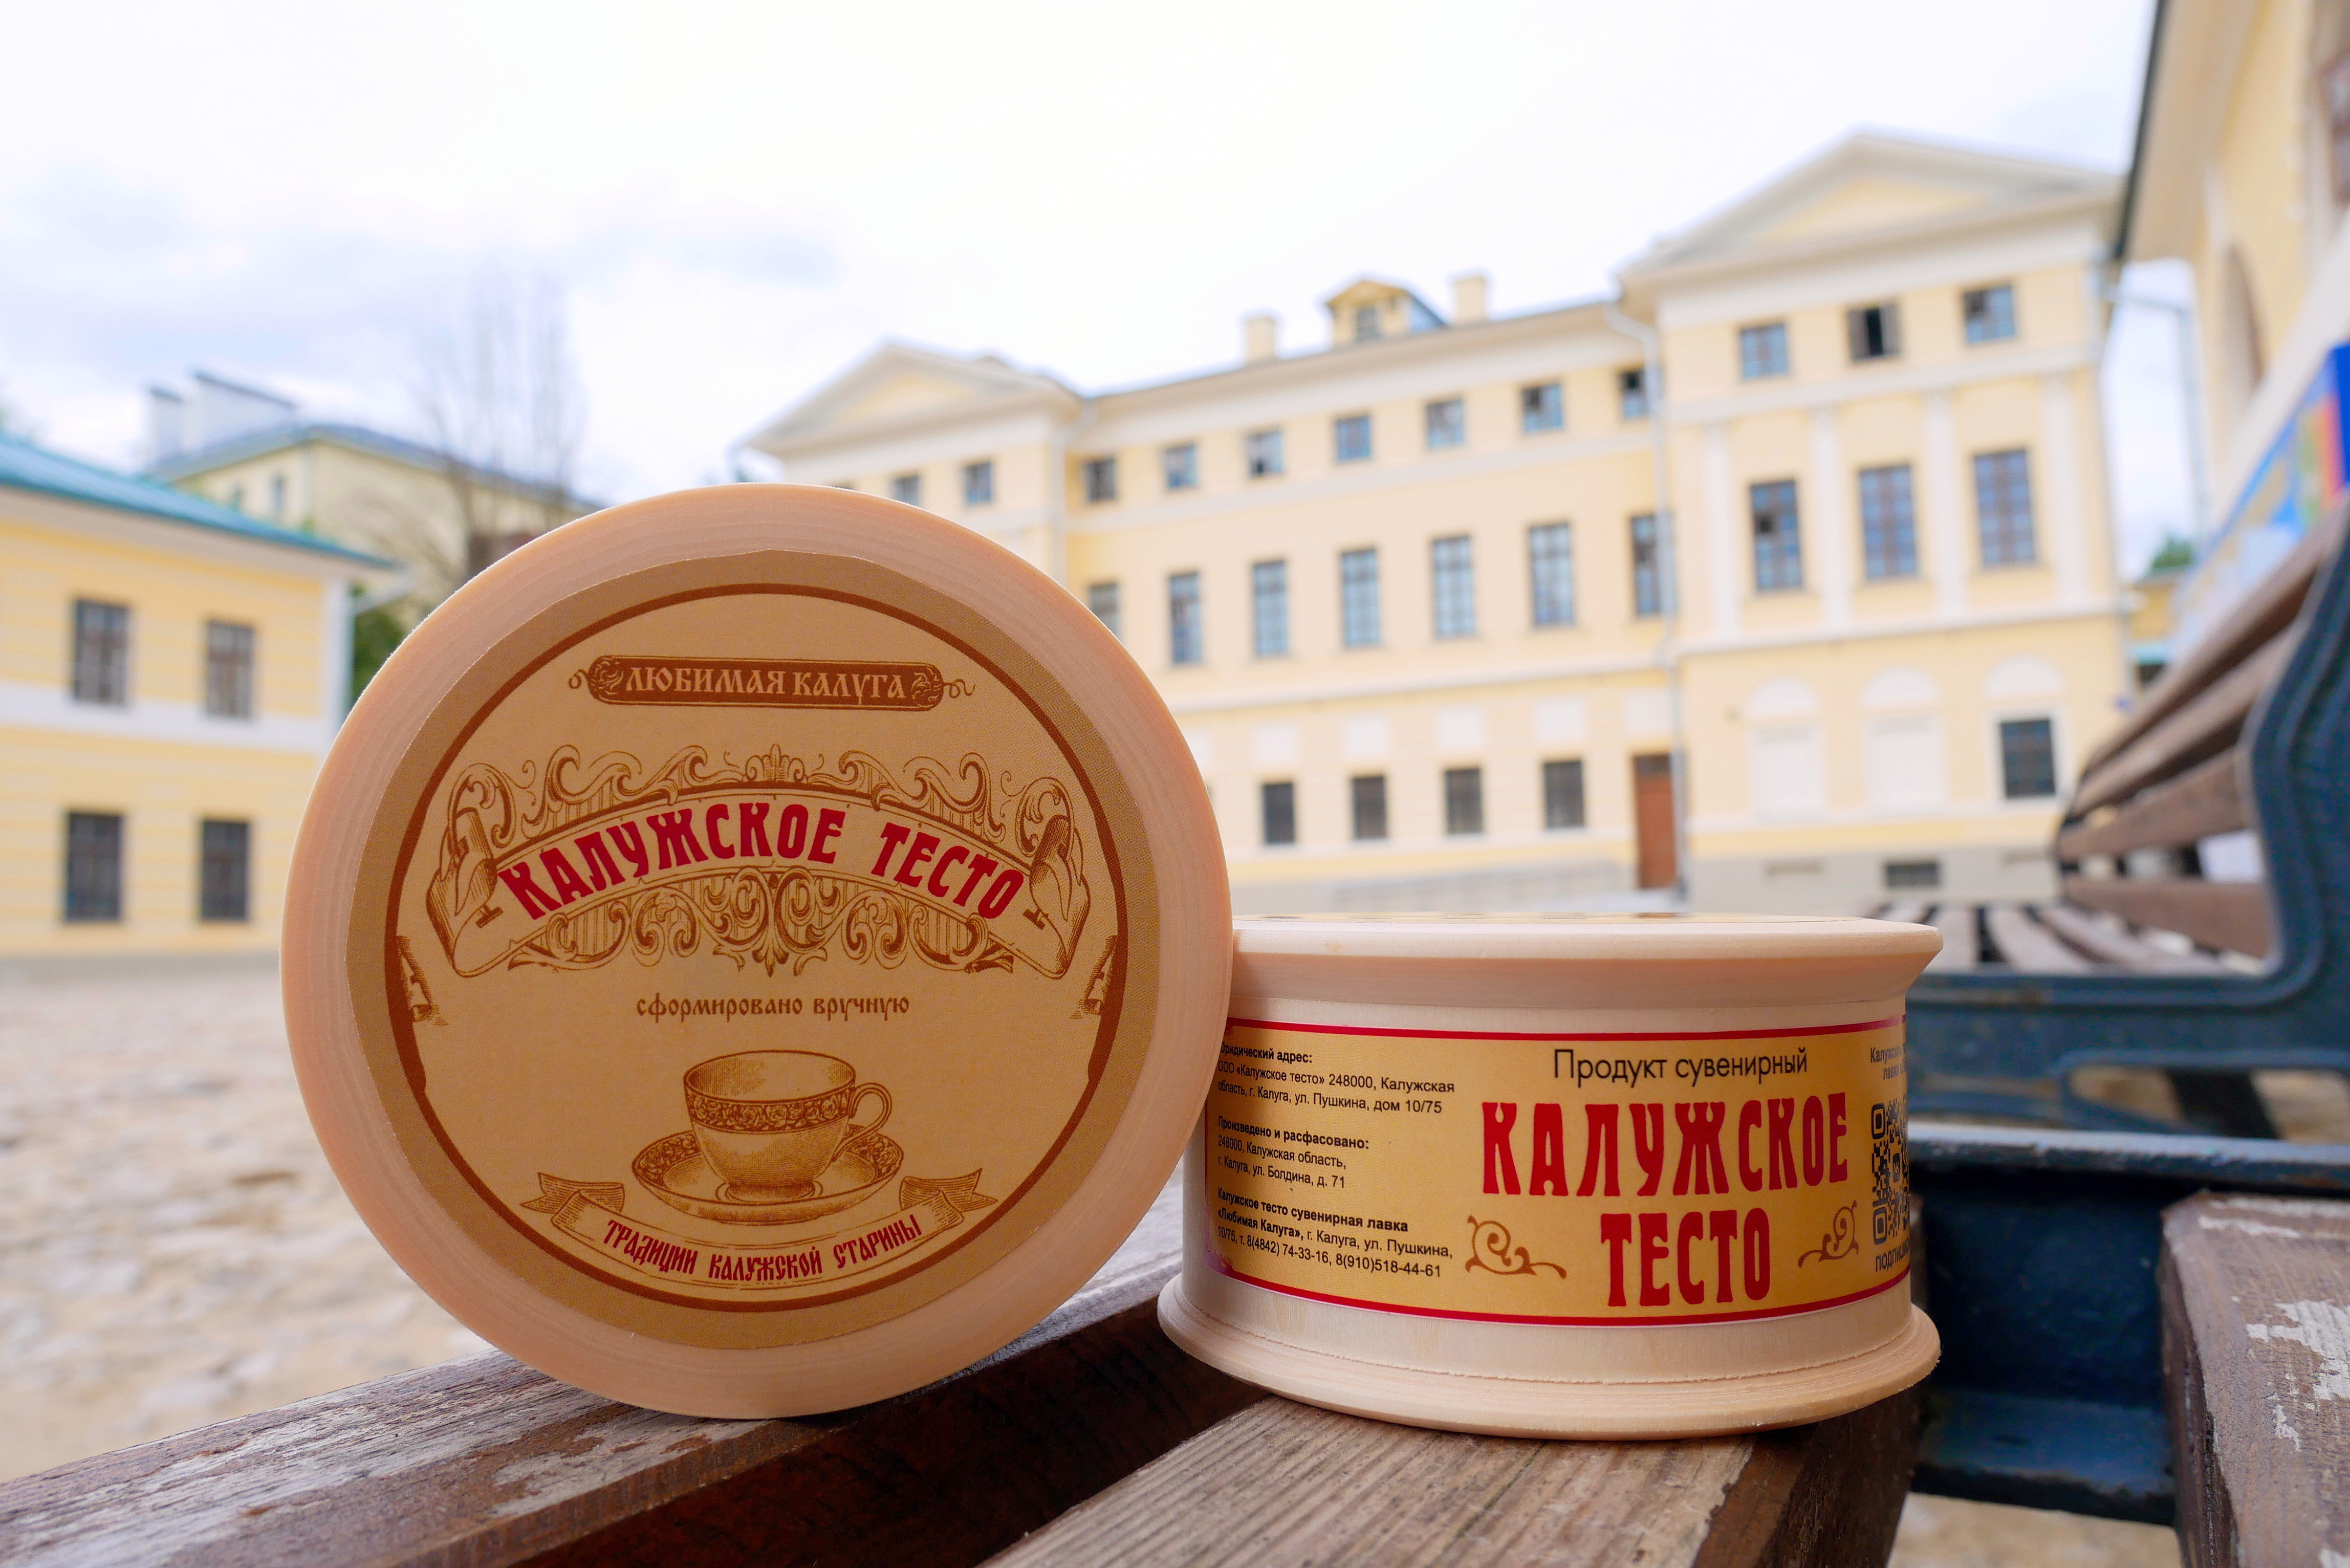 ЛЮБИМАЯ КАЛУГА
КАЛУЖСКОЕ ТЕСТО
сформировано вручную
ТРАДИЦИИ КАЛУЖСКОЙ СТАРИНЫ
Юридический адрес:
ООО «Калужское тесто» 248000, Калужская
область, г. Калуга, ул. Пушкина, дом 10/75
Произведено и расфасовано:
248000, Калужская область,
г. Калуга, ул. Болдина, д. 71
Калужское тесто сувенирная лавка
«Любимая Калуга», г. Калуга, ул. Пушкина,
10/75, т. 8(4842) 74-33-16, 8(910)518-44-61
Продукт сувенирный
КАЛУЖСКОЕ
ТЕСТО